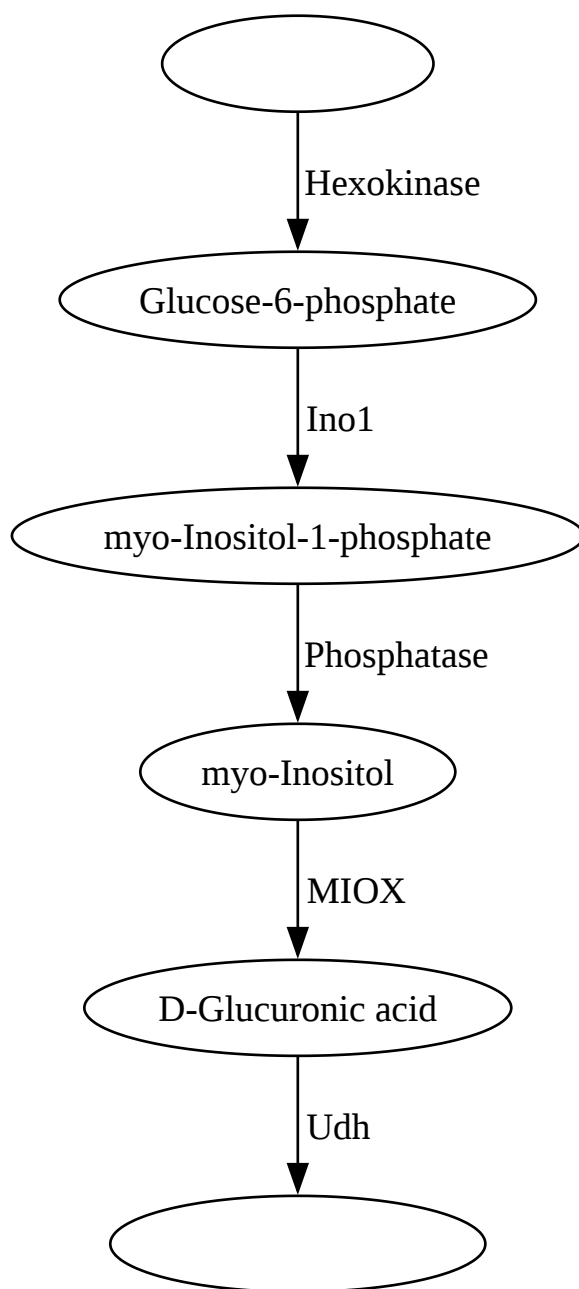 Hexokinase
Glucose-6-phosphate
Ino1
myo-Inositol-1-phosphate
Phosphatase
myo-Inositol
MIOX
D-Glucuronic acid
Udh